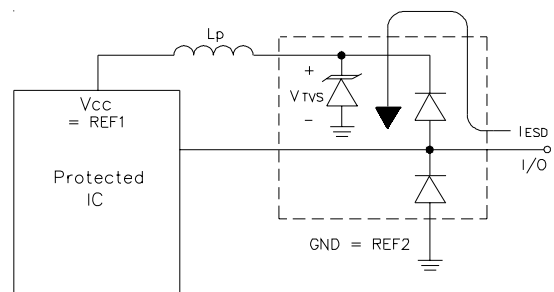 Lp
+
VTVS
-
Vcc
= REF1
Protected
IC
IESD
I/O
GND = REF2